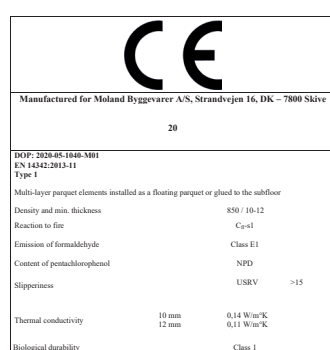 CE
Manufactured for Moland Byggevarer A/S, Strandvejen 16, DK – 7800 Skive
20
DOP: 2020-05-1040-M01
EN 14342:2013-11
Type 1
Multi-layer parquet elements installed as a floating parquet or glued to the subfloor
Density and min. thickness 850 / 10-12
Reaction to fire Cfl-s1
Emission of formaldehyde Class E1
Content of pentachlorophenol NPD
Slipperiness USRV >15
Thermal conductivity 10 mm 0,14 W/m°K
12 mm 0,11 W/m°K
Biological durability Class 1